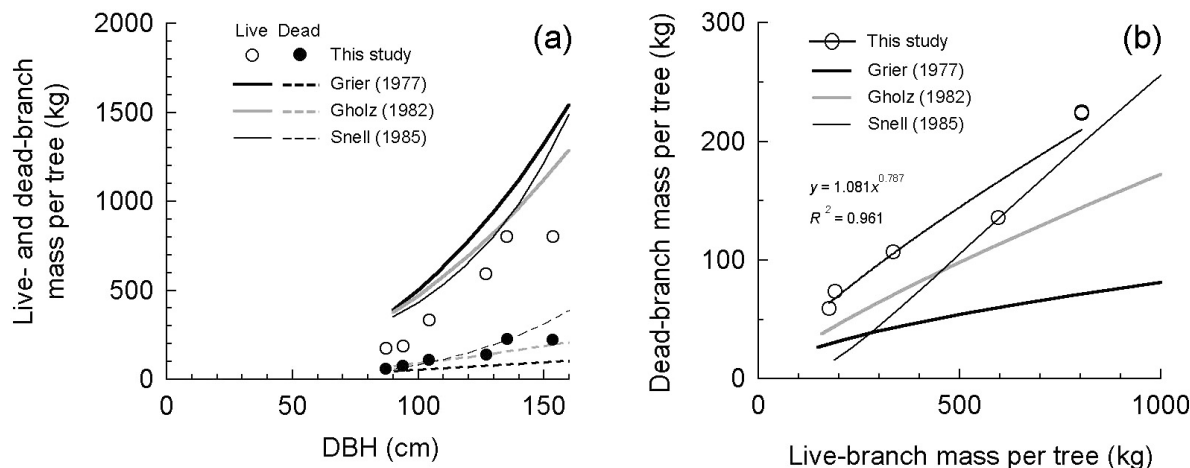 (a)
Live- and dead-branch
mass per tree (kg)
2000
1500
1000
500
0
Live Dead
This study
Grier (1977)
Gholz (1982)
Snell (1985)
0 50 100 150
DBH (cm)
(b)
Dead-branch mass per tree (kg)
300
200
100
0
This study
Grier (1977)
Gholz (1982)
Snell (1985)
y = 1.081x^0.787
R² = 0.961
0 500 1000
Live-branch mass per tree (kg)